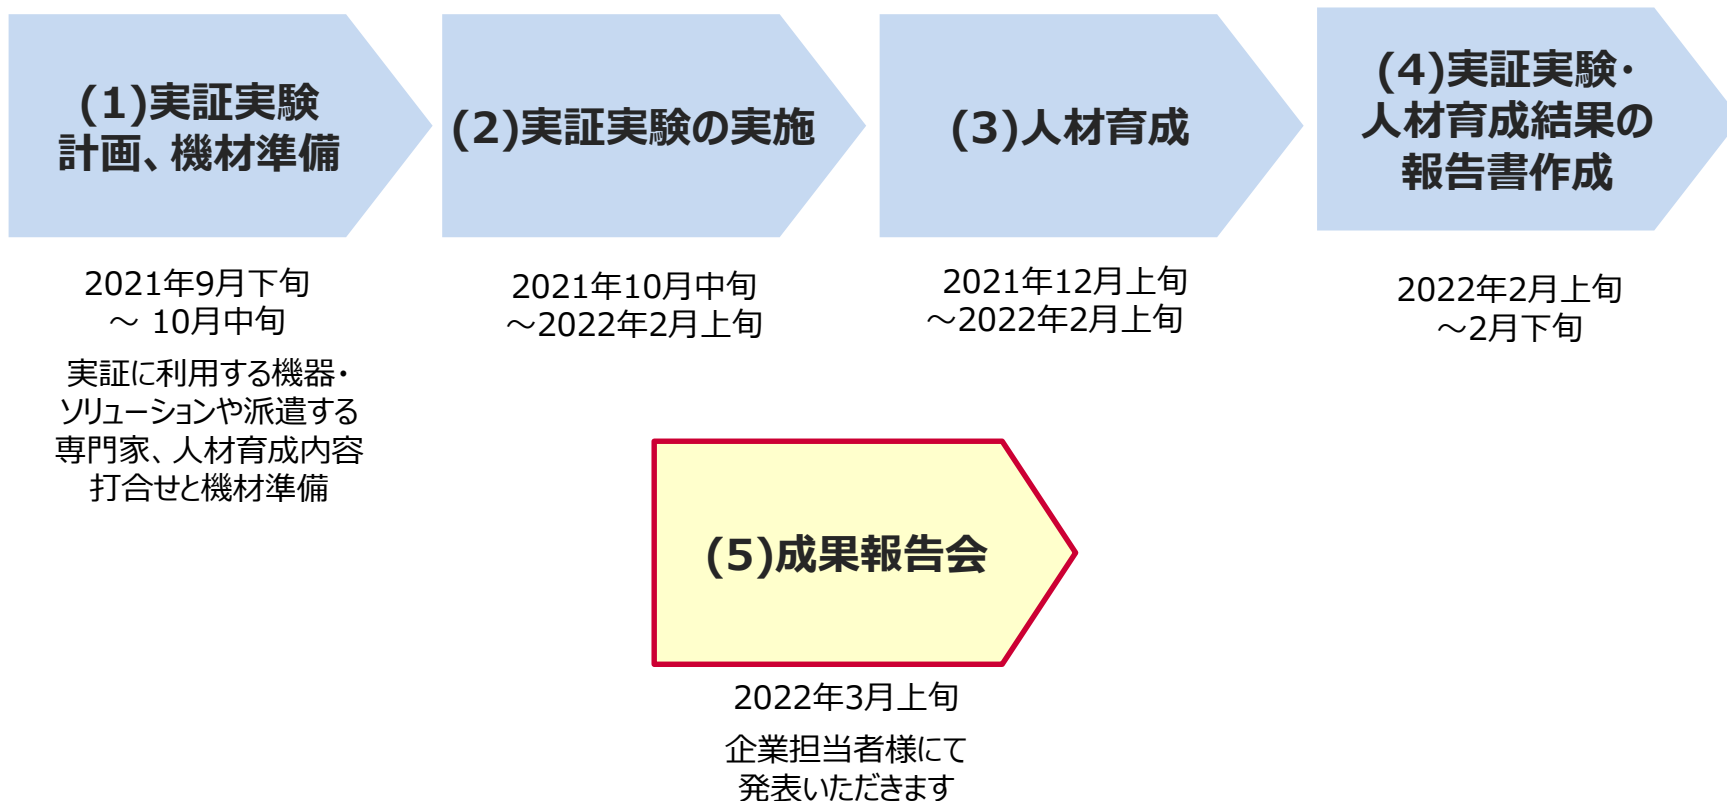 (1)実証実験
計画、機材準備
2021年9月下旬
～ 10月中旬
実証に利用する機器・
ソリューションや派遣する
専門家、人材育成内容
打合せと機材準備
(2)実証実験の実施
2021年10月中旬
～2022年2月上旬
(3)人材育成
2021年12月上旬
～2022年2月上旬
(4)実証実験・
人材育成結果の
報告書作成
2022年2月上旬
～2月下旬
(5)成果報告会
2022年3月上旬
企業担当者様にて
発表いただきます